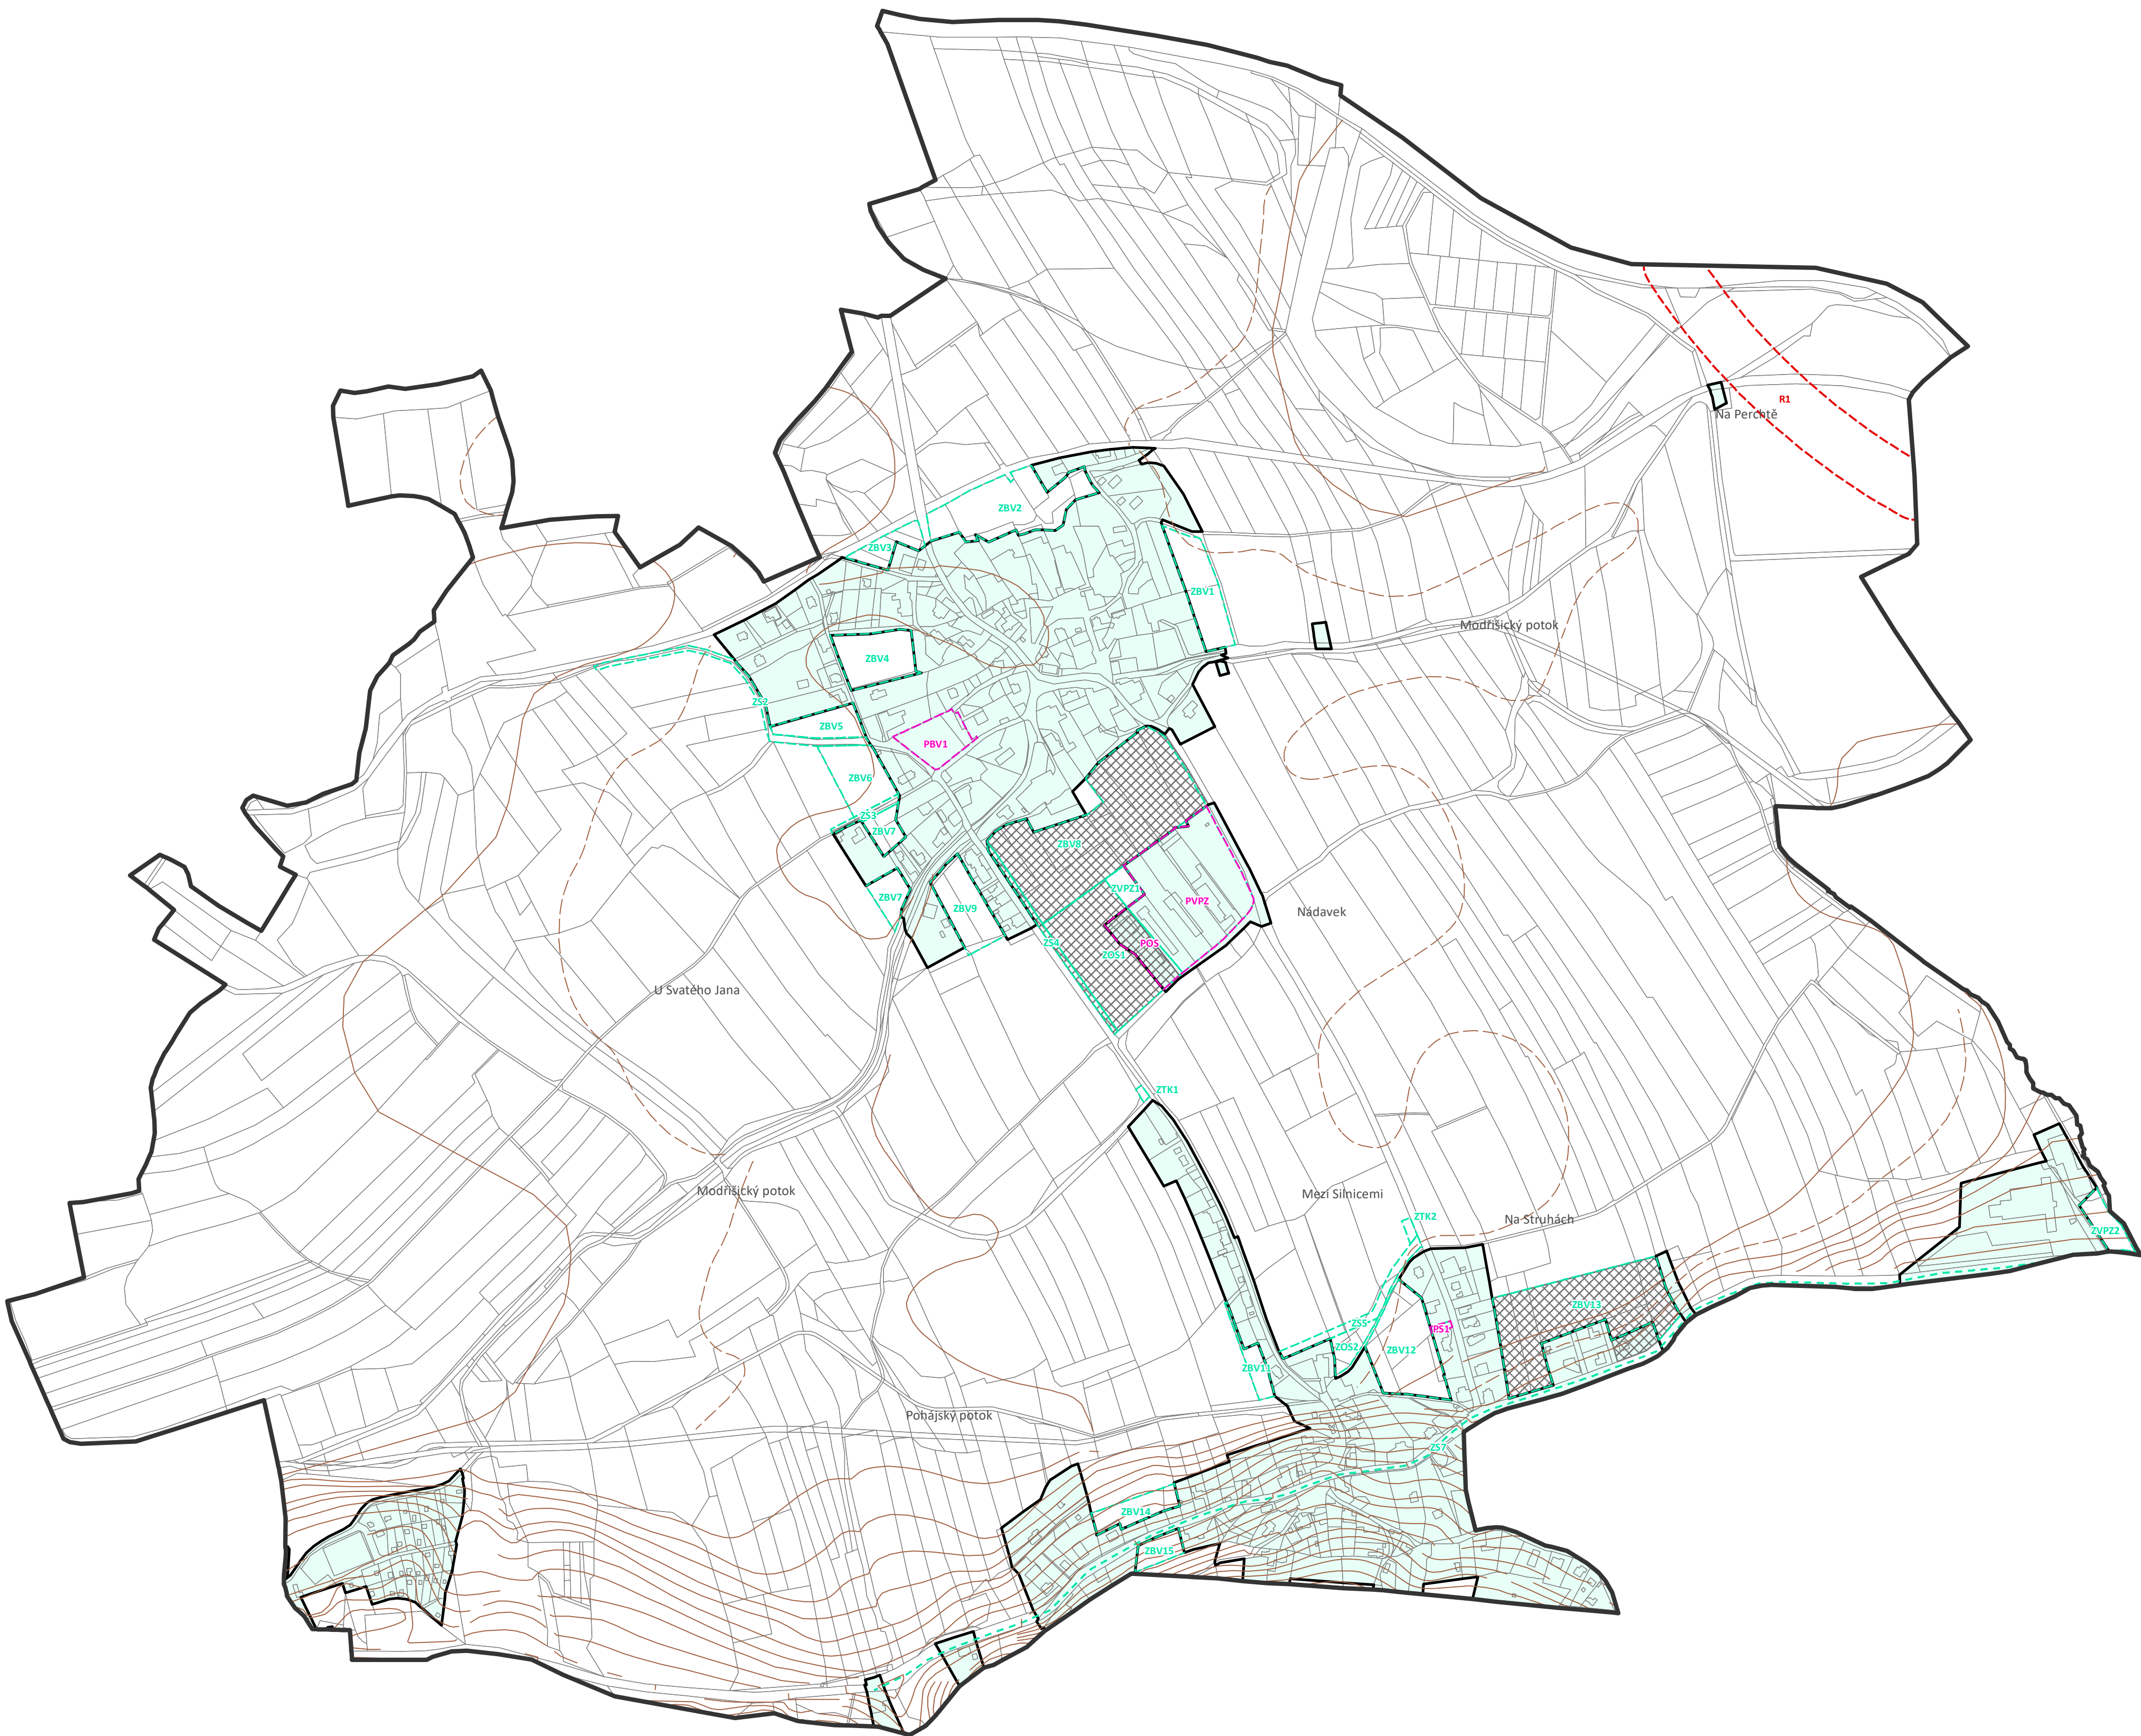 R1
Na Perchtě
ZBV2
ZBV3
ZBV1
Modřišický potok
ZBV4
ZS2
ZBV5
PBV1
ZBV6
ZS3
ZBV7
ZBV8
ZVPZ1
PVPZ
ZBV7
ZBV9
Nádavek
ZS4
POS
ZOS1
U Svatého Jana
ZTK1
Modřišický potok
Mezi Silnicemi
ZTK2
Na Struhách
ZVPZ2
ZBV13
ZS5
ZPS1
ZOS2
ZBV12
ZBV11
Pohájský potok
ZS7
ZBV14
ZBV15